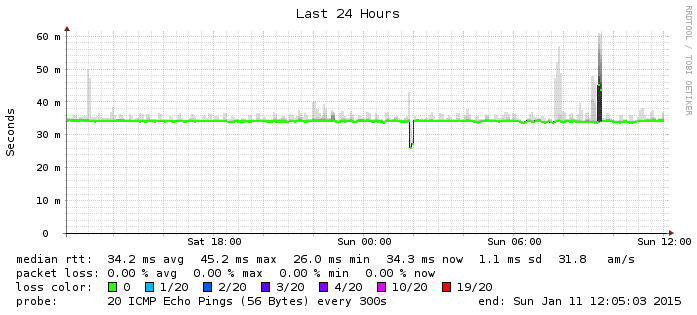 Last 24 Hours
RRDTOOL / TOBI OETIKER
60 m
50 m
40 m
30 m
20 m
10 m
0
Seconds
Sat 18:00 Sun 00:00 Sun 06:00 Sun 12:00
median rtt: 34.2 ms avg 45.2 ms max 26.0 ms min 34.3 ms now 1.1 ms sd 31.8 am/s
packet loss: 0.00 % avg 0.00 % max 0.00 % min 0.00 % now
loss color: 0 1/20 2/20 3/20 4/20 10/20 19/20
probe: 20 ICMP Echo Pings (56 Bytes) every 300s end: Sun Jan 11 12:05:03 2015